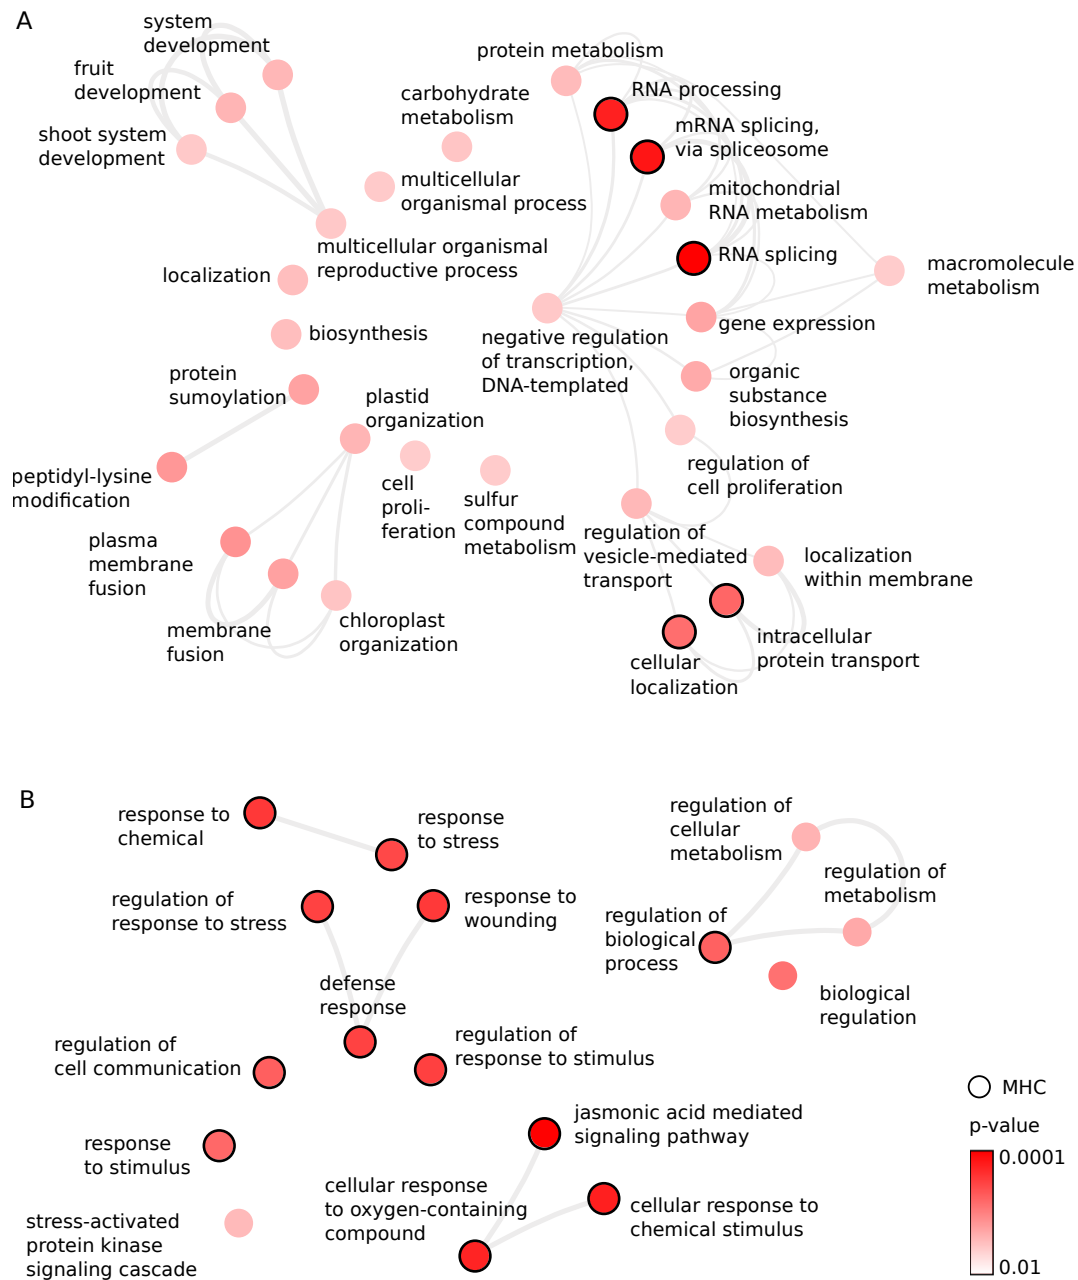 A
system
development
fruit
development
shoot system
development
multicellular organismal
reproductive process
carbohydrate
metabolism
multicellular
organismal process
protein metabolism
RNA processing
mRNA splicing,
via spliceosome
mitochondrial
RNA metabolism
RNA splicing
macromolecule
metabolism
gene expression
negative regulation
of transcription,
DNA-templated
organic
substance
biosynthesis
regulation of
cell proliferation
localization
biosynthesis
protein
sumoylation
peptidyl-lysine
modification
plastid
organization
cell
proli-
feration
sulfur
compound
metabolism
plasma
membrane
fusion
membrane
fusion
chloroplast
organization
regulation of
vesicle-mediated
transport
localization
within membrane
intracellular
protein transport
cellular
localization
B
response to
chemical
response
to stress
regulation of
response to stress
response to
wounding
defense
response
regulation of
cell communication
regulation of
response to stimulus
response
to stimulus
stress-activated
protein kinase
signaling cascade
jasmonic acid mediated
signaling pathway
cellular response
to oxygen-containing
compound
cellular response to
chemical stimulus
regulation of
cellular
metabolism
regulation of
metabolism
regulation of
biological
process
biological
regulation
MHC
p-value
0.0001
0.01